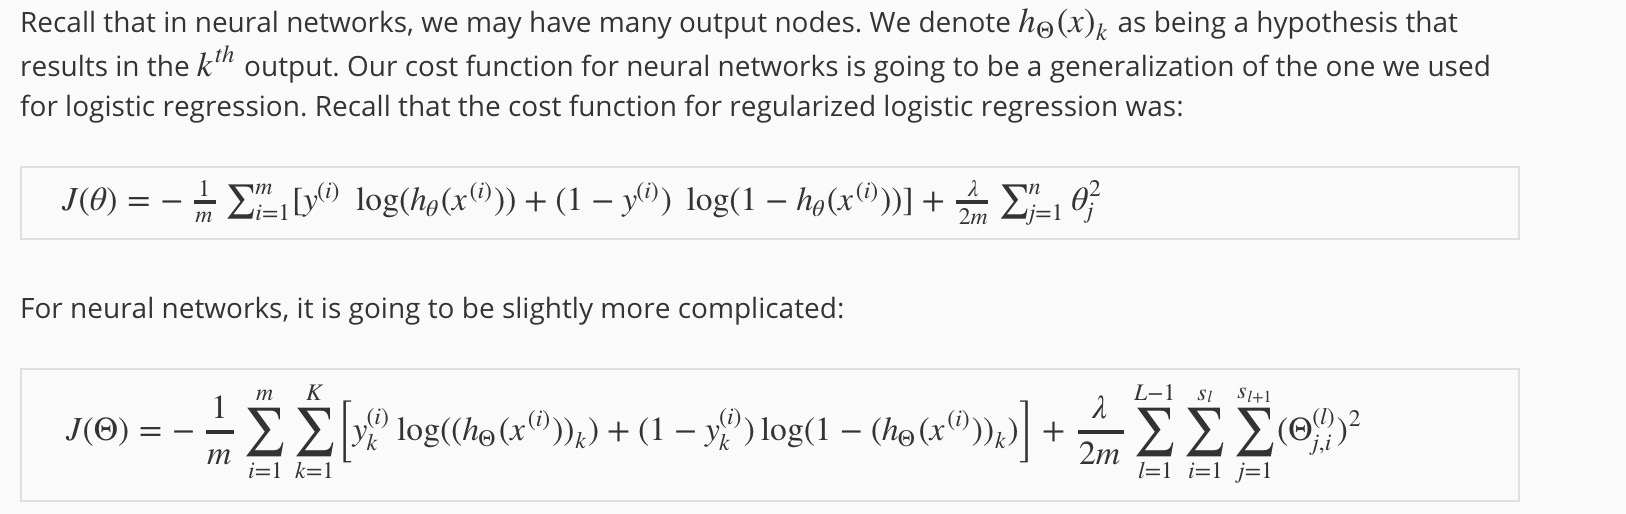 Recall that in neural networks, we may have many output nodes. We denote $h_\Theta(x)_k$ as being a hypothesis that
results in the $k^{th}$ output. Our cost function for neural networks is going to be a generalization of the one we used
for logistic regression. Recall that the cost function for regularized logistic regression was:
$J(\theta) = -\frac{1}{m} \sum_{i=1}^{m} [y^{(i)} \log(h_\theta(x^{(i)})) + (1 - y^{(i)}) \log(1 - h_\theta(x^{(i)}))] + \frac{\lambda}{2m} \sum_{j=1}^{n} \theta_j^2$
For neural networks, it is going to be slightly more complicated:
$J(\Theta) = -\frac{1}{m} \sum_{i=1}^{m} \sum_{k=1}^{K} \left[ y_k^{(i)} \log((h_\Theta(x^{(i)}))_k) + (1 - y_k^{(i)}) \log(1 - (h_\Theta(x^{(i)}))_k) \right] + \frac{\lambda}{2m} \sum_{l=1}^{L-1} \sum_{i=1}^{s_l} \sum_{j=1}^{s_{l+1}} (\Theta_{j,i}^{(l)})^2$